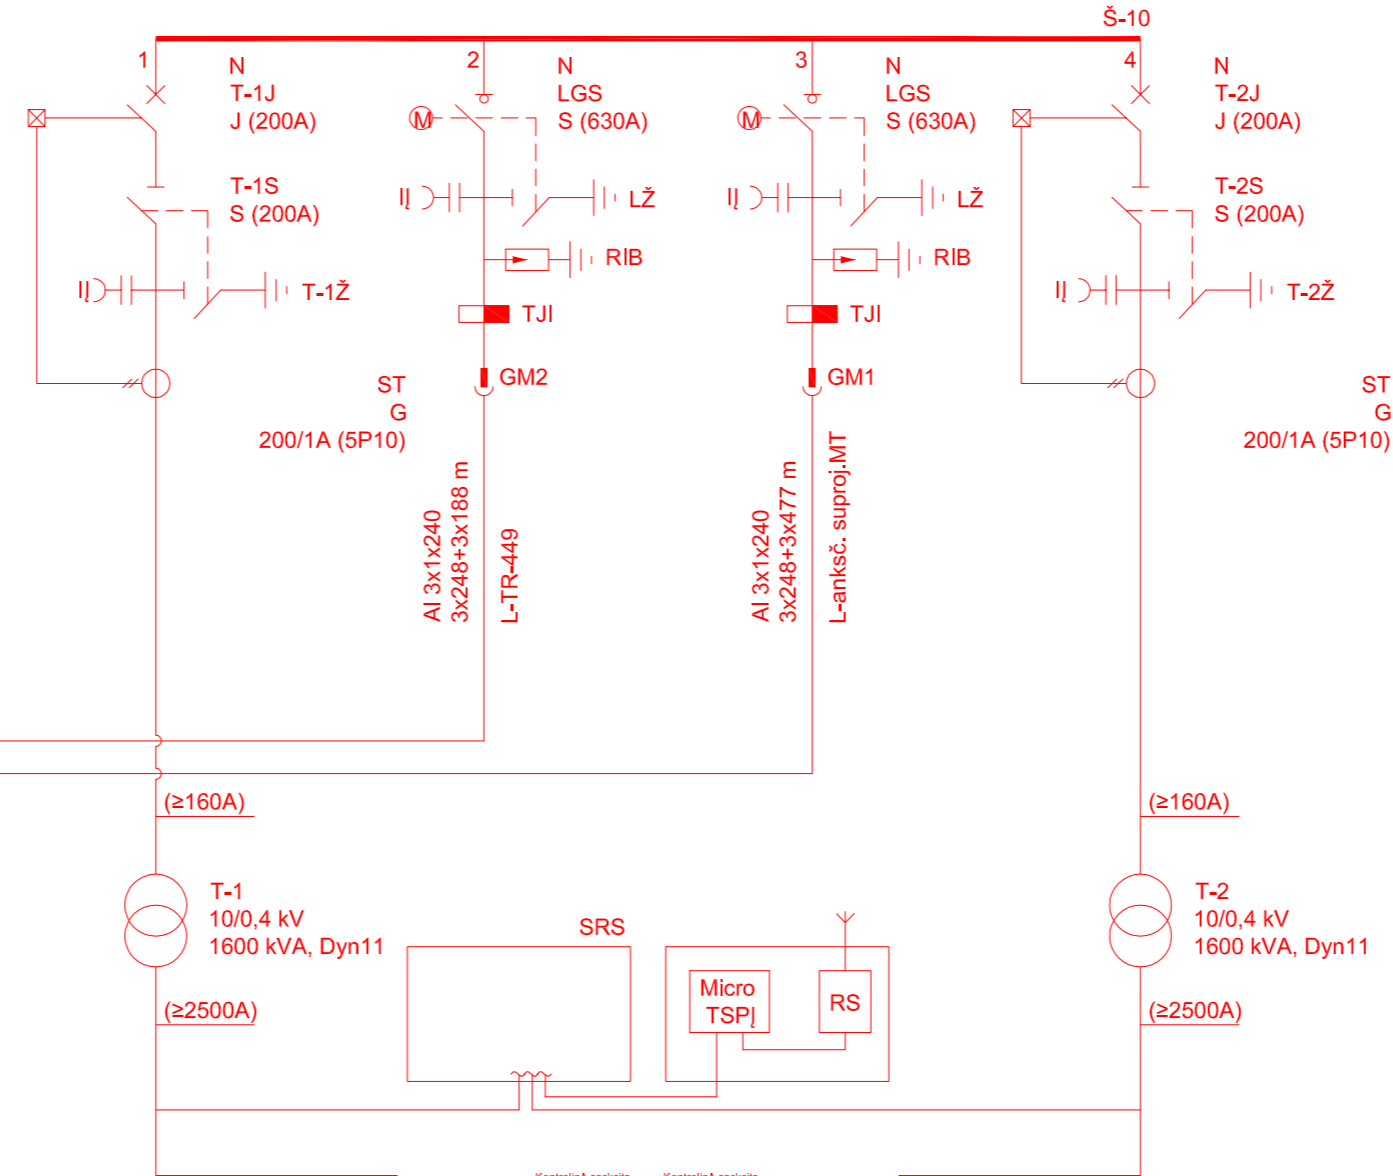 Š-10
1
N
T-1J
J (200A)
T-1S
S (200A)
IĮ
T-1Ž
ST
G
200/1A (5P10)
2
N
LGS
S (630A)
M
IĮ
LŽ
RIB
TJI
GM2
Al 3x1x240
3x248+3x188 m
L-TR-449
3
N
LGS
S (630A)
M
IĮ
LŽ
RIB
TJI
GM1
Al 3x1x240
3x248+3x477 m
L-anksč. suproj.MT
4
N
T-2J
J (200A)
T-2S
S (200A)
IĮ
T-2Ž
ST
G
200/1A (5P10)
(≥160A)
(≥160A)
T-1
10/0,4 kV
1600 kVA, Dyn11
T-2
10/0,4 kV
1600 kVA, Dyn11
SRS
Micro
TSPĮ
RS
(≥2500A)
(≥2500A)